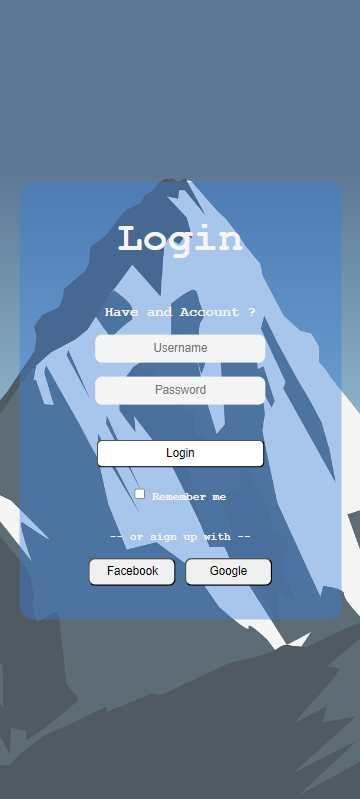 Login
Have and Account ?
Username
Password
Login
Remember me
-- or sign up with --
Facebook Google